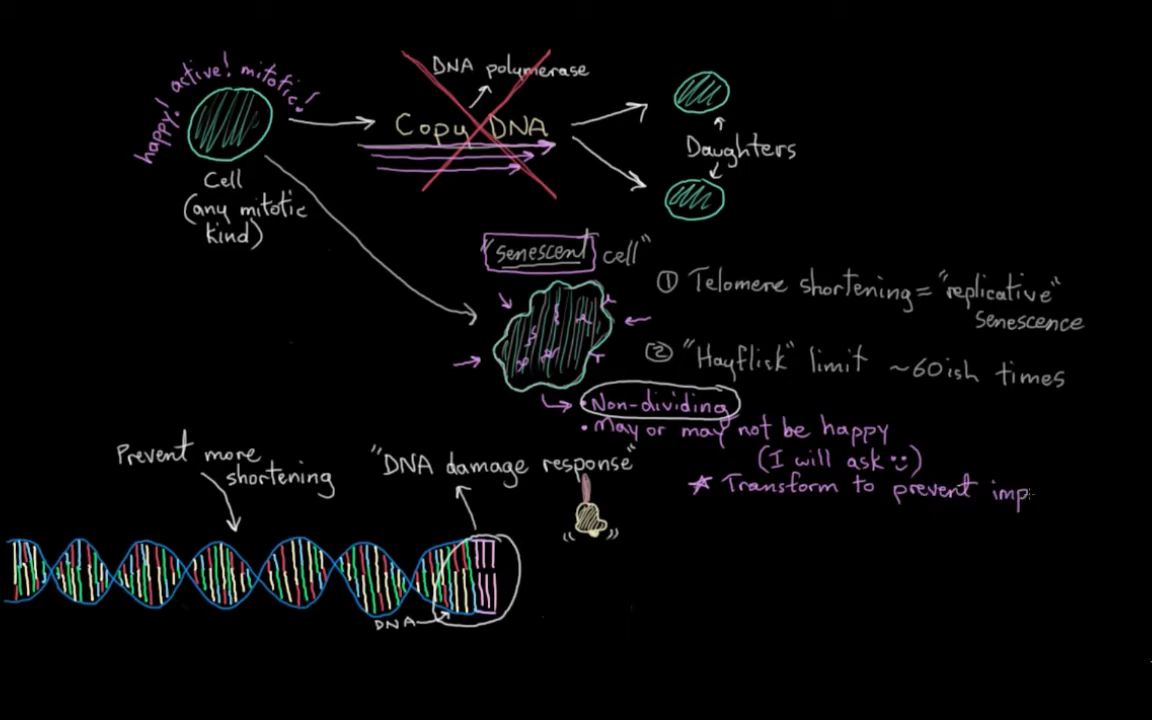 happy! active! mitotic!
DNA polymerase
Copy DNA
Cell
(any mitotic
kind)
Daughters
"senescent cell"
① Telomere shortening = "replicative"
senescence
② "Hayflisk" limit ~60ish times
• Non-dividing
• May or may not be happy
(I will ask )
* Transform to prevent imp
Prevent more
shortening
"DNA damage response"
DNA